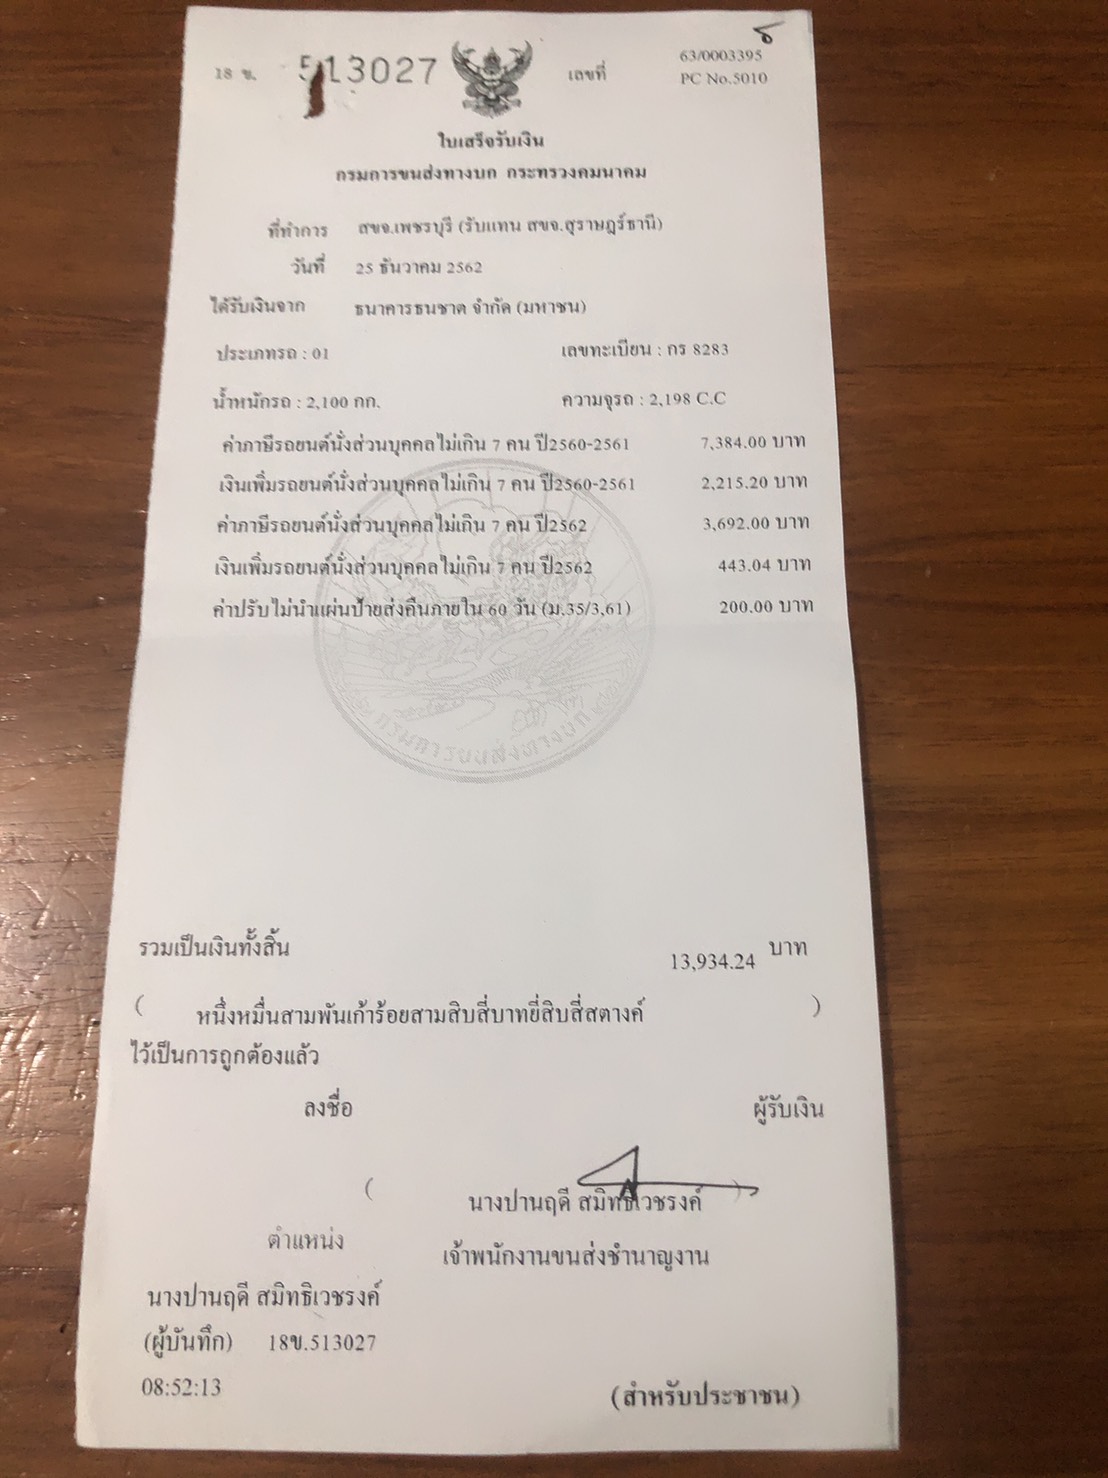 18 ข. 513027 เลขที่ 63/0003395
PC No.5010
ใบเสร็จรับเงิน
กรมการขนส่งทางบก กระทรวงคมนาคม
ที่ทำการ สขจ.เพชรบุรี (รับแทน สขจ.สุราษฎร์ธานี)
วันที่ 25 ธันวาคม 2562
ได้รับเงินจาก ธนาคารธนชาต จำกัด (มหาชน)
ประเภทรถ : 01 เลขทะเบียน : กร 8283
น้ำหนักรถ : 2,100 กก. ความจุรถ : 2,198 C.C
ค่าภาษีรถยนต์นั่งส่วนบุคคลไม่เกิน 7 คน ปี2560-2561 7,384.00 บาท
เงินเพิ่มรถยนต์นั่งส่วนบุคคลไม่เกิน 7 คน ปี2560-2561 2,215.20 บาท
ค่าภาษีรถยนต์นั่งส่วนบุคคลไม่เกิน 7 คน ปี2562 3,692.00 บาท
เงินเพิ่มรถยนต์นั่งส่วนบุคคลไม่เกิน 7 คน ปี2562 443.04 บาท
ค่าปรับไม่นำแผ่นป้ายส่งคืนภายใน 60 วัน (ม.35/3,61) 200.00 บาท
กรมการขนส่งทางบก
รวมเป็นเงินทั้งสิ้น 13,934.24 บาท
( หนึ่งหมื่นสามพันเก้าร้อยสามสิบสี่บาทยี่สิบสี่สตางค์ )
ไว้เป็นการถูกต้องแล้ว
ลงชื่อ ผู้รับเงิน
( นางปานฤดี สมิทธิเวชรงค์ )
ตำแหน่ง เจ้าพนักงานขนส่งชำนาญงาน
นางปานฤดี สมิทธิเวชรงค์
(ผู้บันทึก) 18ข.513027
08:52:13
(สำหรับประชาชน)